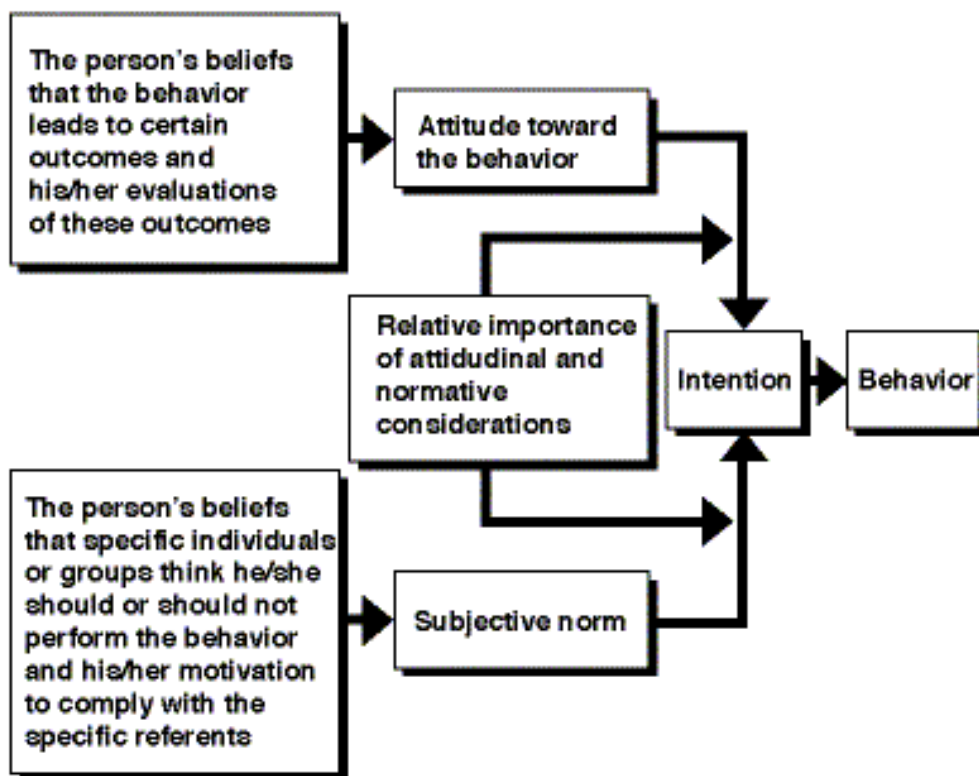 The person's beliefs
that the behavior
leads to certain
outcomes and
his/her evaluations
of these outcomes
Attitude toward
the behavior
Relative importance
of attidudinal and
normative
considerations
Intention
Behavior
The person's beliefs
that specific individuals
or groups think he/she
should or should not
perform the behavior
and his/her motivation
to comply with the
specific referents
Subjective norm